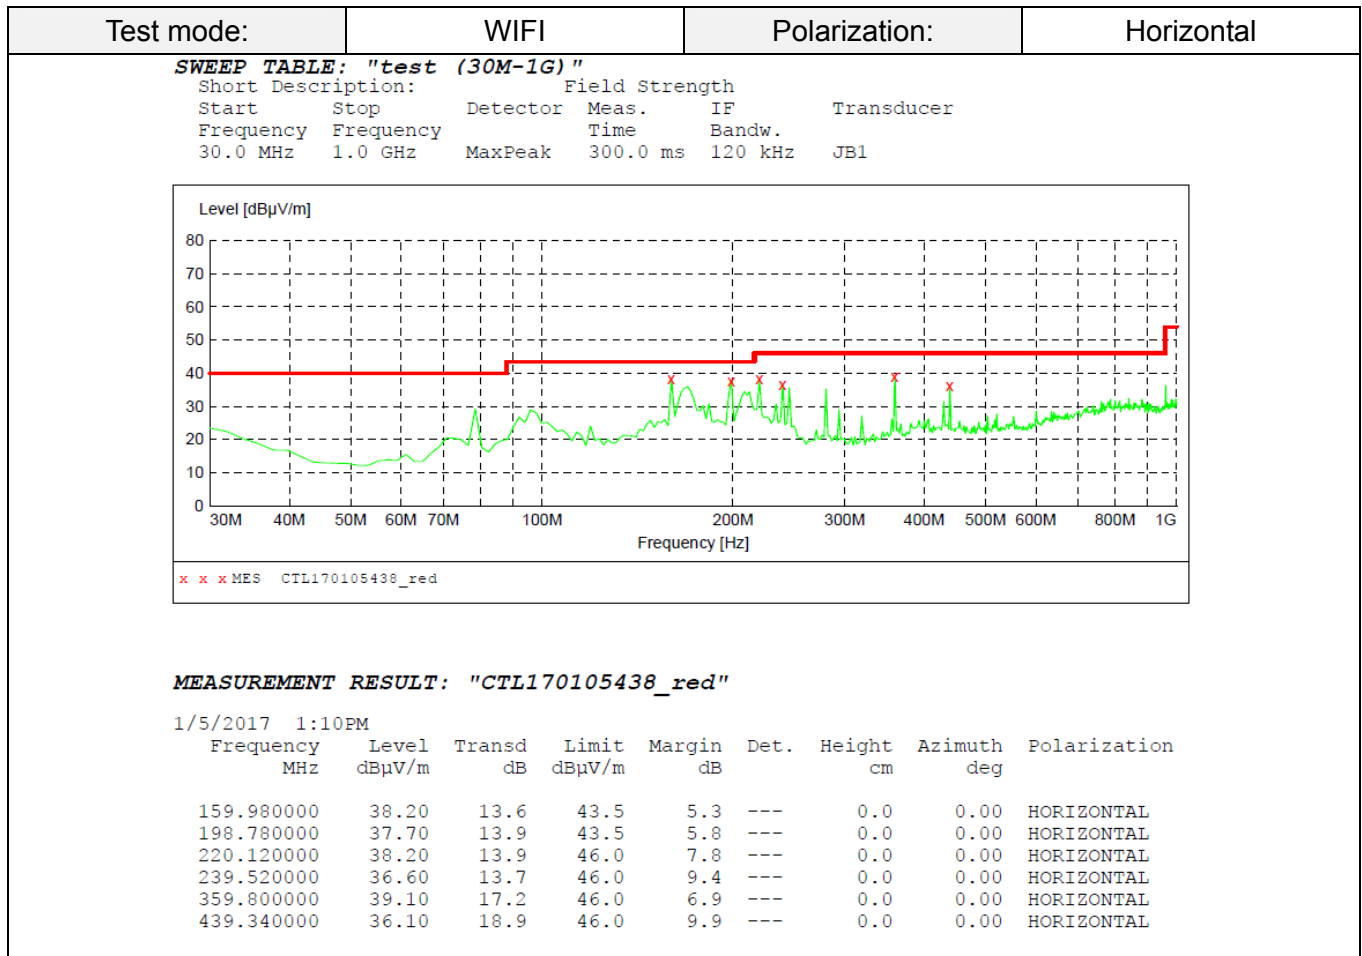 Test mode: WIFI Polarization: Horizontal
SWEEP TABLE: "test (30M-1G)"
Short Description: Field Strength
Start Stop Detector Meas. IF Transducer
Frequency Frequency Time Bandw.
30.0 MHz 1.0 GHz MaxPeak 300.0 ms 120 kHz JB1
Level [dBµV/m]
80
70
60
50
40
30
20
10
0
30M 40M 50M 60M 70M 100M 200M 300M 400M 500M 600M 800M 1G
Frequency [Hz]
x x x MES CTL170105438_red
MEASUREMENT RESULT: "CTL170105438_red"
1/5/2017 1:10PM
Frequency Level Transd Limit Margin Det. Height Azimuth Polarization
MHz dBµV/m dB dBµV/m dB cm deg
159.980000 38.20 13.6 43.5 5.3 --- 0.0 0.00 HORIZONTAL
198.780000 37.70 13.9 43.5 5.8 --- 0.0 0.00 HORIZONTAL
220.120000 38.20 13.9 46.0 7.8 --- 0.0 0.00 HORIZONTAL
239.520000 36.60 13.7 46.0 9.4 --- 0.0 0.00 HORIZONTAL
359.800000 39.10 17.2 46.0 6.9 --- 0.0 0.00 HORIZONTAL
439.340000 36.10 18.9 46.0 9.9 --- 0.0 0.00 HORIZONTAL